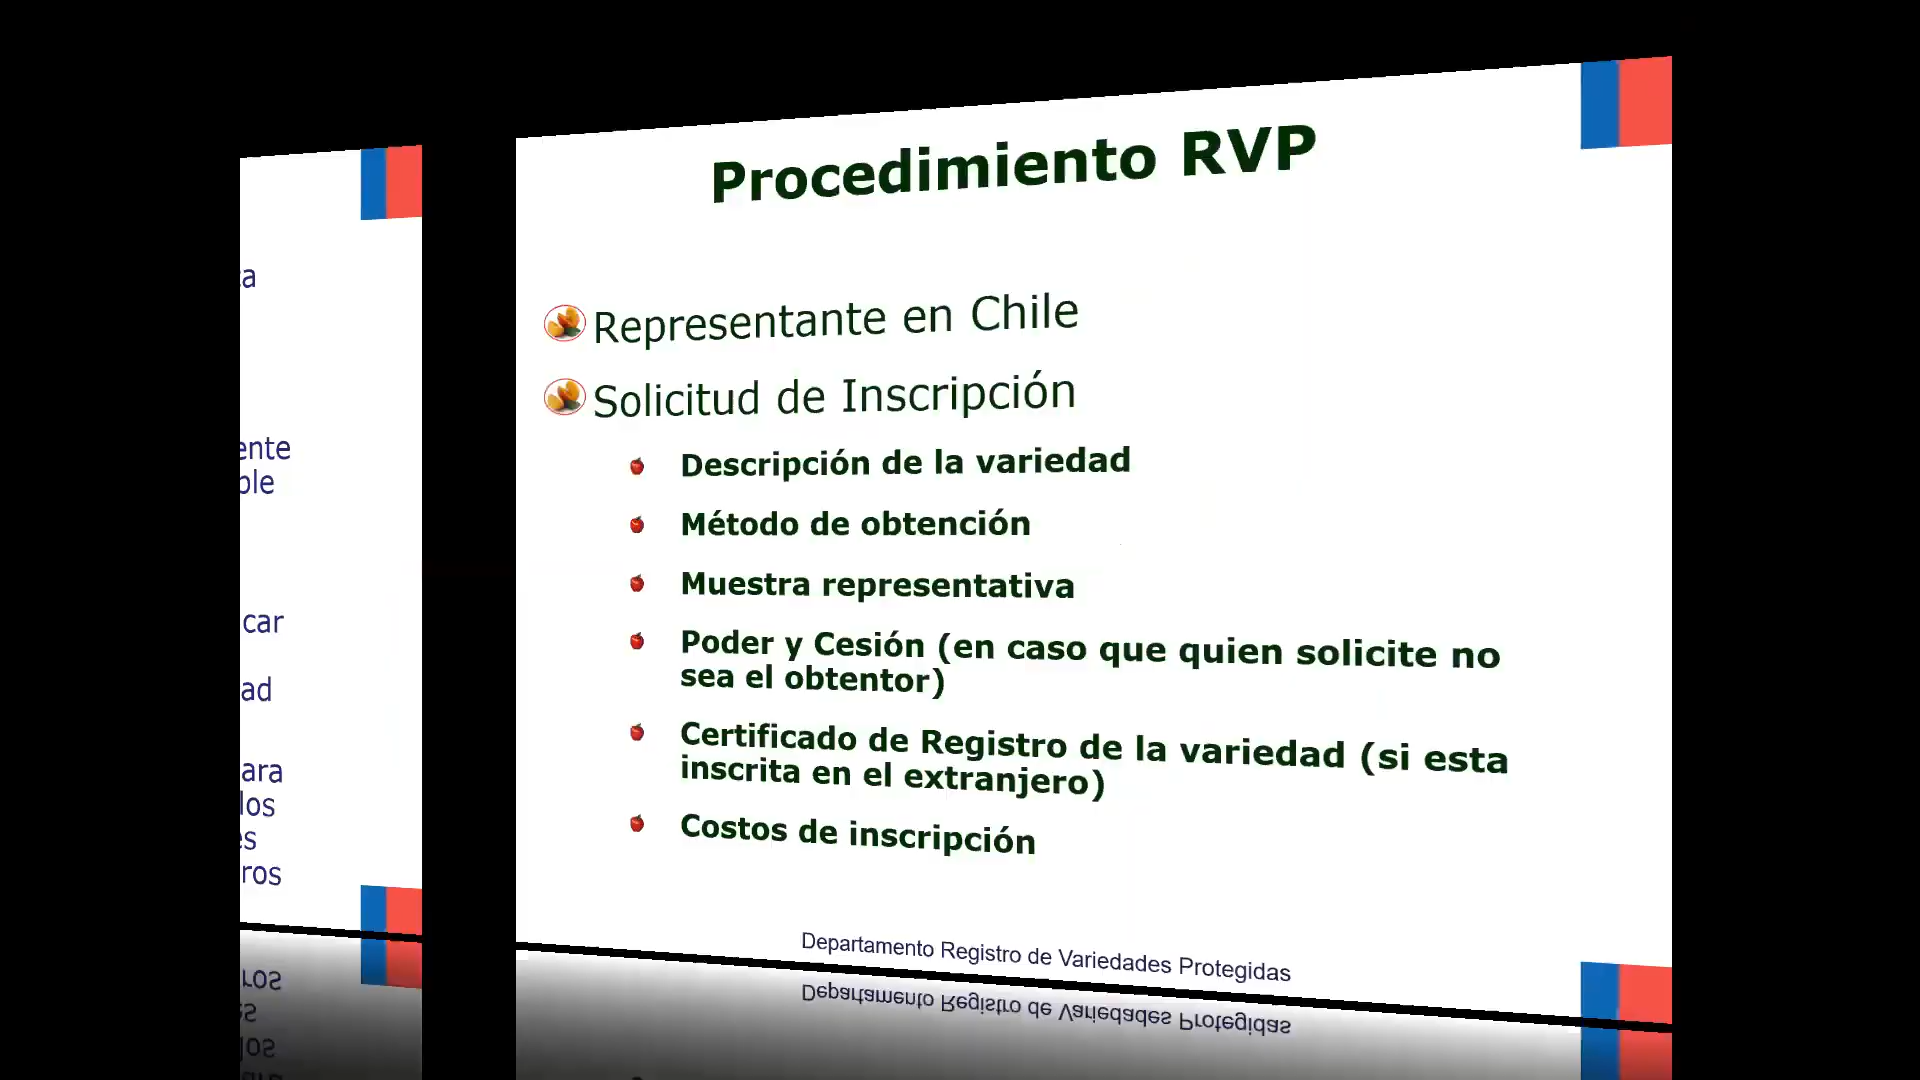 Procedimiento RVP
Representante en Chile
Solicitud de Inscripción
Descripción de la variedad
Método de obtención
Muestra representativa
Poder y Cesión (en caso que quien solicite no
sea el obtentor)
Certificado de Registro de la variedad (si esta
inscrita en el extranjero)
Costos de inscripción
Departamento Registro de Variedades Protegidas